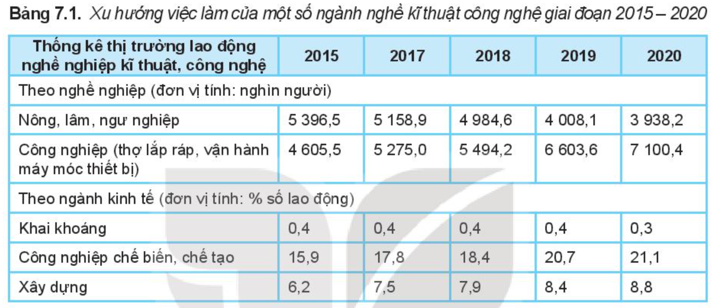 Bảng 7.1. Xu hướng việc làm của một số ngành nghề kĩ thuật công nghệ giai đoạn 2015 – 2020
Thống kê thị trường lao động nghề nghiệp kĩ thuật, công nghệ 2015 2017 2018 2019 2020
Theo nghề nghiệp (đơn vị tính: nghìn người)
Nông, lâm, ngư nghiệp 5 396,5 5 158,9 4 984,6 4 008,1 3 938,2
Công nghiệp (thợ lắp ráp, vận hành máy móc thiết bị) 4 605,5 5 275,0 5 494,2 6 603,6 7 100,4
Theo ngành kinh tế (đơn vị tính: % số lao động)
Khai khoáng 0,4 0,4 0,4 0,4 0,3
Công nghiệp chế biến, chế tạo 15,9 17,8 18,4 20,7 21,1
Xây dựng 6,2 7,5 7,9 8,4 8,8